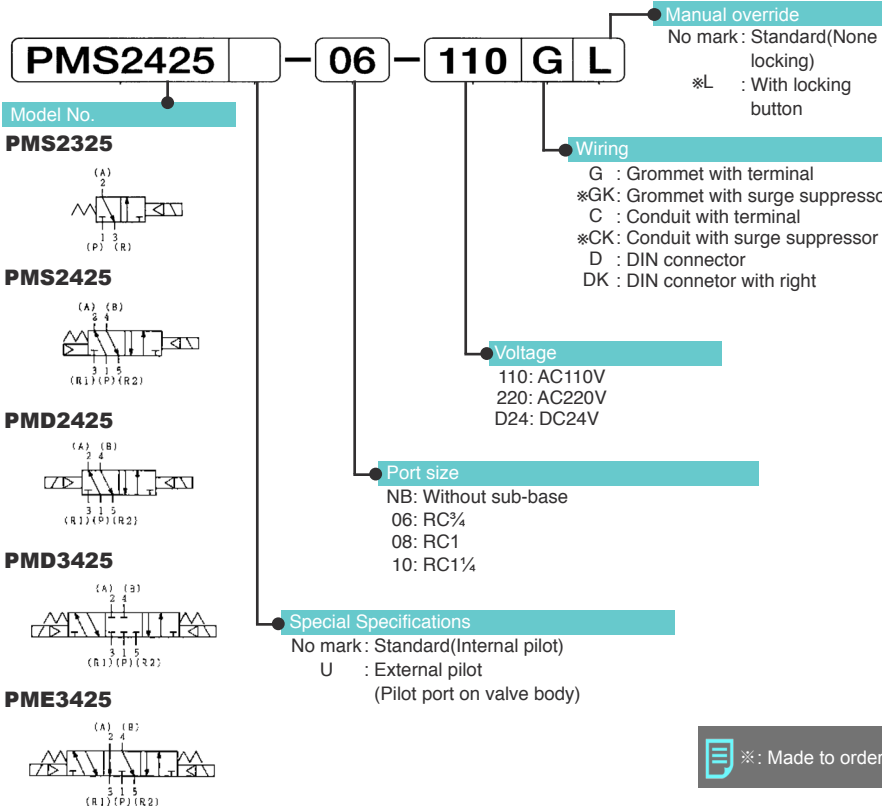 Manual override
No mark : Standard(None locking)
※L : With locking button
PMS2425 – 06 – 110 G L
Model No.
PMS2325
(A)
2
1 3
(P) (R)
Wiring
G : Grommet with terminal
※GK : Grommet with surge suppresso
C : Conduit with terminal
※CK : Conduit with surge suppressor
D : DIN connector
DK : DIN connetor with right
PMS2425
(A) (B)
2 4
3 1 5
(R1)(P)(R2)
Voltage
110: AC110V
220: AC220V
D24: DC24V
PMD2425
(A) (B)
2 4
3 1 5
(R1)(P)(R2)
Port size
NB: Without sub-base
06: RC¾
08: RC1
10: RC1¼
PMD3425
(A) (B)
2 4
3 1 5
(R1)(P)(R2)
Special Specifications
No mark : Standard(Internal pilot)
U : External pilot
(Pilot port on valve body)
PME3425
(A) (B)
2 4
3 1 5
(R1)(P)(R2)
※: Made to order